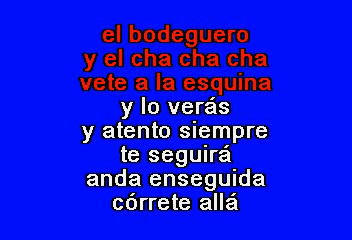 el bodeguero
y el cha cha cha
vete a la esquina
y lo verás
y atento siempre
te seguirá
anda enseguida
córrete allá